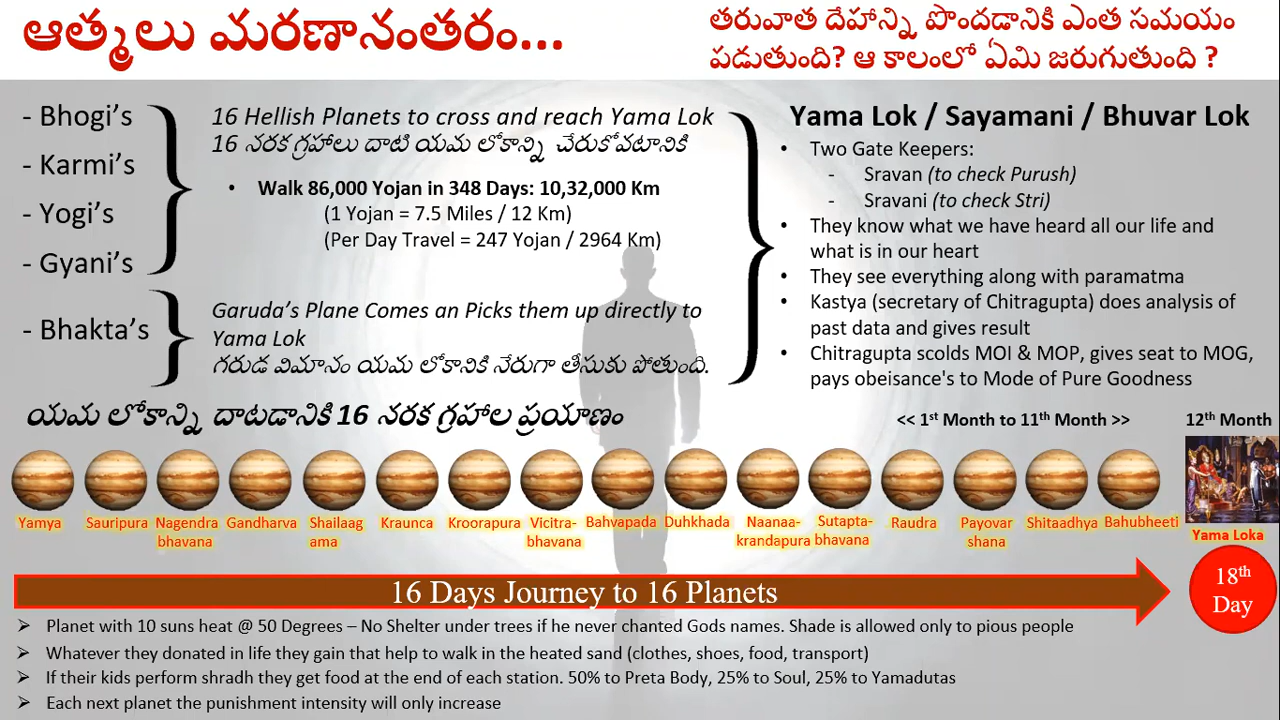 ఆత్మలు మరణానంతరం...
తరువాత దేహాన్ని పొందడానికి ఎంత సమయం
పడుతుంది? ఆ కాలంలో ఏమి జరుగుతుంది ?
- Bhogi's
- Karmi's
- Yogi's
- Gyani's
- Bhakta's
16 Hellish Planets to cross and reach Yama Lok
16 నరక గ్రహాలు దాటి యమ లోకాన్ని చేరుకోవటానికి
• Walk 86,000 Yojan in 348 Days: 10,32,000 Km
(1 Yojan = 7.5 Miles / 12 Km)
(Per Day Travel = 247 Yojan / 2964 Km)
Garuda's Plane Comes an Picks them up directly to
Yama Lok
గరుడ విమానం యమ లోకానికి నేరుగా తీసుకు పోతుంది.
Yama Lok / Sayamani / Bhuvar Lok
• Two Gate Keepers:
- Sravan (to check Purush)
- Sravani (to check Stri)
• They know what we have heard all our life and
what is in our heart
• They see everything along with paramatma
• Kastya (secretary of Chitragupta) does analysis of
past data and gives result
• Chitragupta scolds MOI & MOP, gives seat to MOG,
pays obeisance's to Mode of Pure Goodness
యమ లోకాన్ని దాటడానికి 16 నరక గ్రహాల ప్రయాణం
<< 1st Month to 11th Month >>
12th Month
Yamya
Sauripura
Nagendra
bhavana
Gandharva
Shailaag
ama
Kraunca
Kroorapura
Vicitra-
bhavana
Bahvapada
Duhkhada
Naanaa-
krandapura
Sutapta-
bhavana
Raudra
Payovar
shana
Shitaadhya
Bahubheeti
Yama Loka
16 Days Journey to 16 Planets
18th
Day
➢ Planet with 10 suns heat @ 50 Degrees – No Shelter under trees if he never chanted Gods names. Shade is allowed only to pious people
➢ Whatever they donated in life they gain that help to walk in the heated sand (clothes, shoes, food, transport)
➢ If their kids perform shradh they get food at the end of each station. 50% to Preta Body, 25% to Soul, 25% to Yamadutas
➢ Each next planet the punishment intensity will only increase